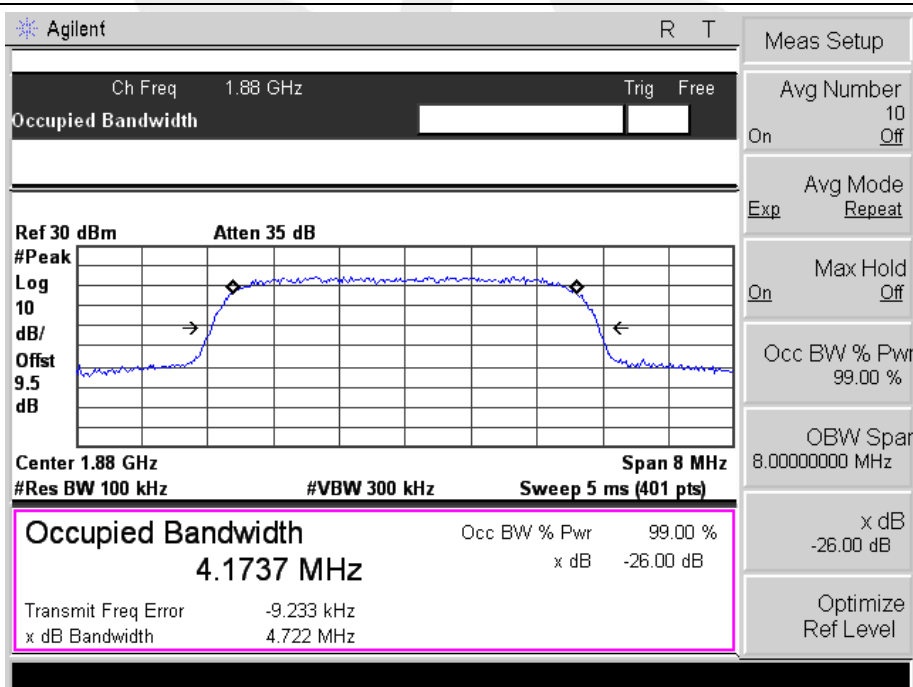 Agilent R T
Ch Freq 1.88 GHz Trig Free
Occupied Bandwidth
Ref 30 dBm Atten 35 dB
#Peak
Log
10
dB/
Offst
9.5
dB
Center 1.88 GHz Span 8 MHz
#Res BW 100 kHz #VBW 300 kHz Sweep 5 ms (401 pts)
Occupied Bandwidth
4.1737 MHz
Occ BW % Pwr 99.00 %
x dB -26.00 dB
Transmit Freq Error -9.233 kHz
x dB Bandwidth 4.722 MHz
Meas Setup
Avg Number
10
On Off
Avg Mode
Exp Repeat
Max Hold
On Off
Occ BW % Pwr
99.00 %
OBW Span
8.00000000 MHz
x dB
-26.00 dB
Optimize
Ref Level